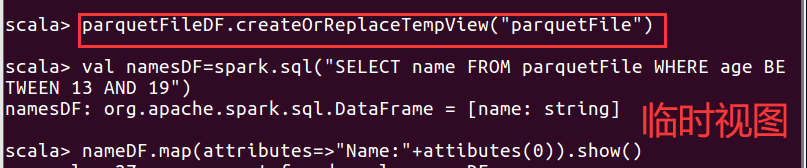 scala> parquetFileDF.createOrReplaceTempView("parquetFile")
scala> val namesDF=spark.sql("SELECT name FROM parquetFile WHERE age BE
TWEEN 13 AND 19")
namesDF: org.apache.spark.sql.DataFrame = [name: string]
临时视图
scala> nameDF.map(attributes=>"Name:"+attibutes(0)).show()